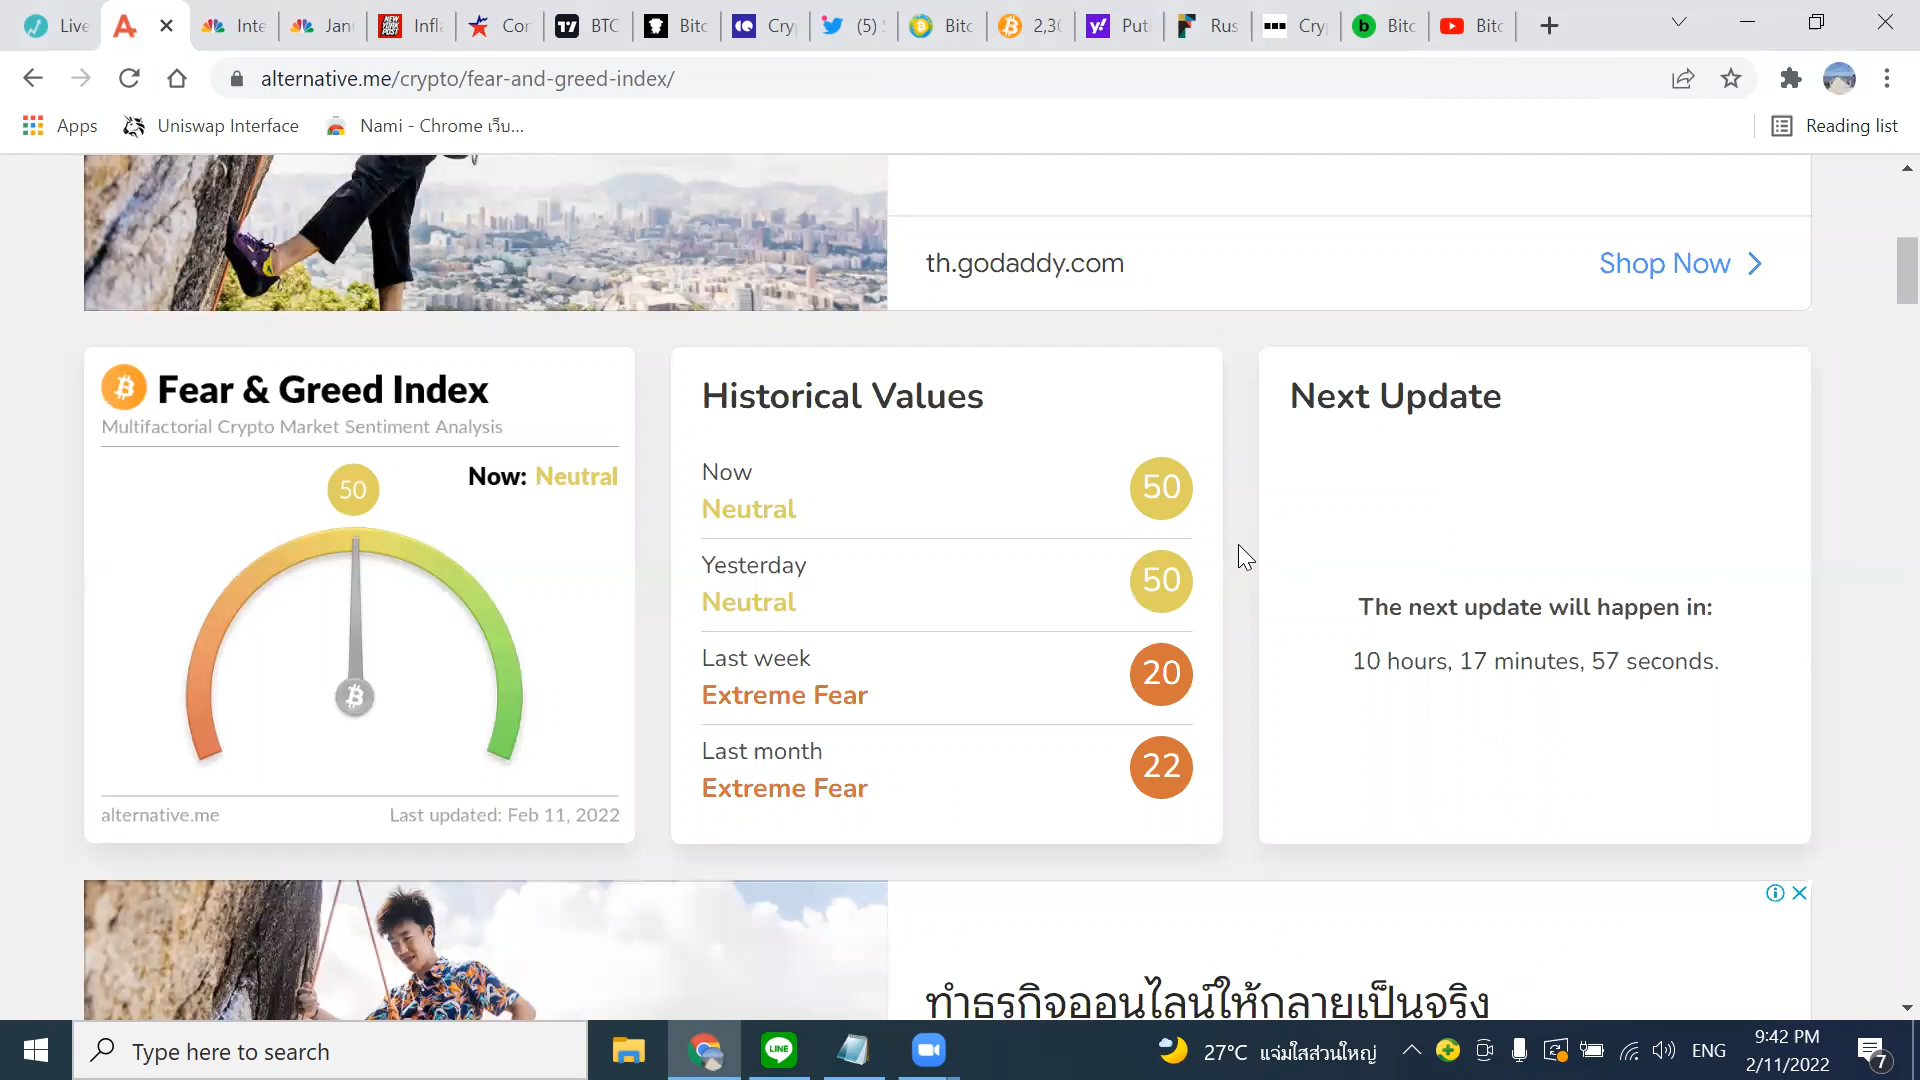 Live
Inte
Jan
Infl
Cor
BTC
Bitc
Cry
(5)
Bitc
2,30
Put
Rus
Cry
Bitc
Bitc
alternative.me/crypto/fear-and-greed-index/
Apps
Uniswap Interface
Nami - Chrome เว็บ...
Reading list
th.godaddy.com
Shop Now
Fear & Greed Index
Multifactorial Crypto Market Sentiment Analysis
Now: Neutral
50
alternative.me
Last updated: Feb 11, 2022
Historical Values
Now
Neutral
50
Yesterday
Neutral
50
Last week
Extreme Fear
20
Last month
Extreme Fear
22
Next Update
The next update will happen in:
10 hours, 17 minutes, 57 seconds.
ทำธุรกิจออนไลน์ให้กลายเป็นจริง
Type here to search
LINE
27°C แจ่มใสส่วนใหญ่
ENG
9:42 PM
2/11/2022
7